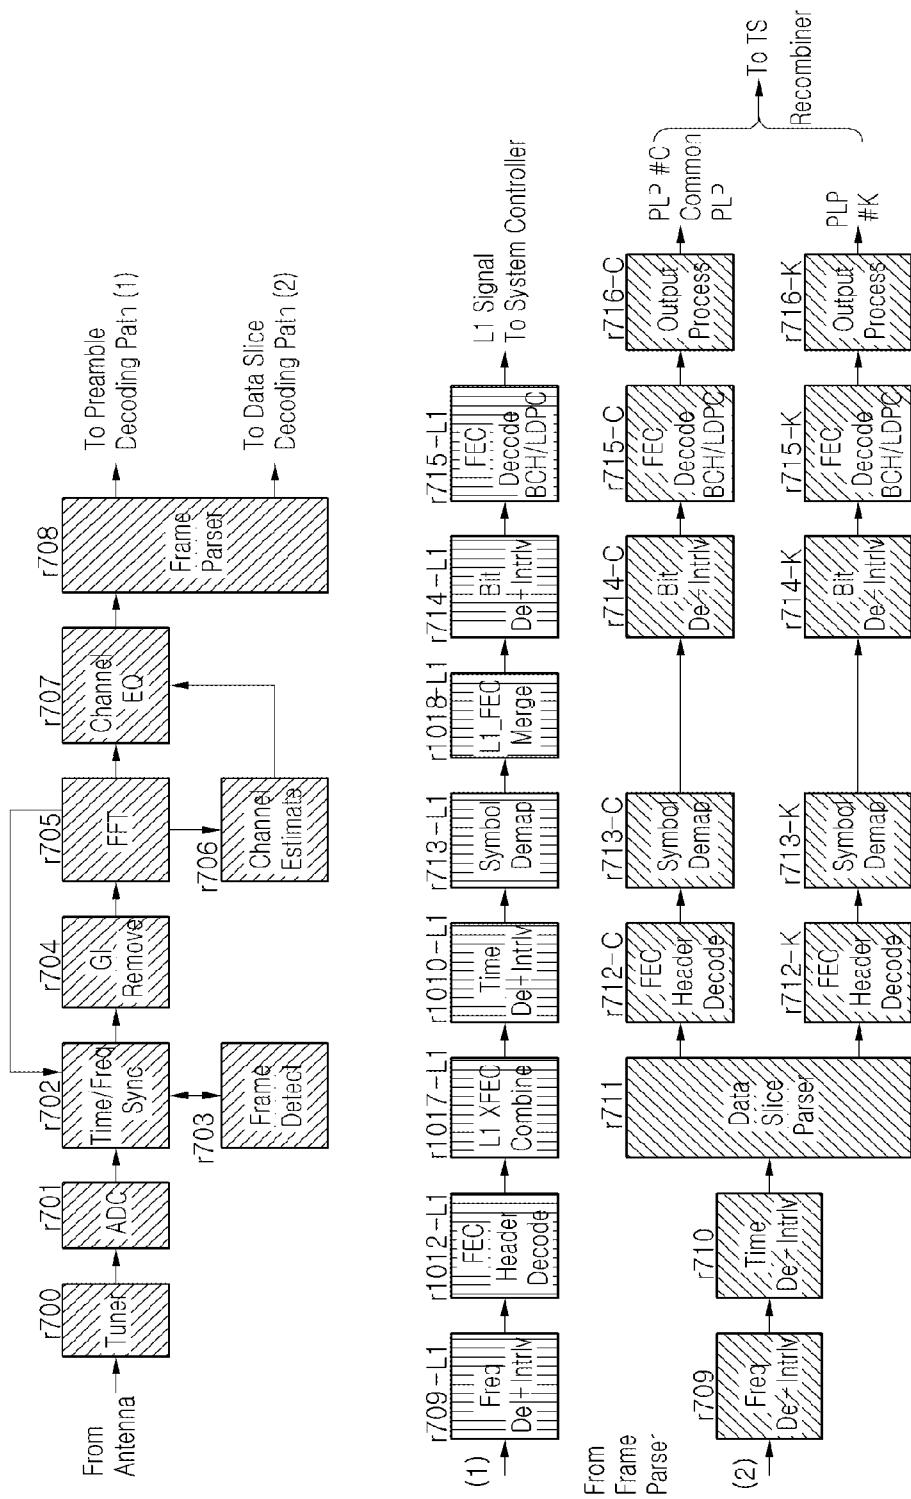 From
Antenna
r700
Tuner
r701
ADC
r702
Time/Freq
Sync
r703
Frame
Detect
r704
GI
Remove
r705
FFT
r706
Channel
Estimate
r707
Channel
EQ
r708
Frame
Parser
To Preamble
Decoding Path (1)
To Data Slice
Decoding Path (2)
(1)
r709-L1
Freq
De-Intrlv
r1012-L1
FEC
Header
Decode
r1017-L1
L1 XFEC
Combine
r1010-L1
Time
De-Intrlv
r713-L1
Symbol
Demap
r1018-L1
L1_FEC
Merge
r714-L1
Bit
De-Intrlv
r715-L1
FEC
Decode
BCH/LDPC
L1 Signal
To System Controller
From
Frame
Parser
(2)
r709
Freq
De-Intrlv
r710
Time
De-Intrlv
r711
Data
Slice
Parser
r712-C
FEC
Header
Decode
r713-C
Symbol
Demap
r714-C
Bit
De-Intrlv
r715-C
FEC
Decode
BCH/LDPC
r716-C
Output
Process
PLP #C
Common
PLP
r712-K
FEC
Header
Decode
r713-K
Symbol
Demap
r714-K
Bit
De-Intrlv
r715-K
FEC
Decode
BCH/LDPC
r716-K
Output
Process
PLP
#K
To TS
Recombiner